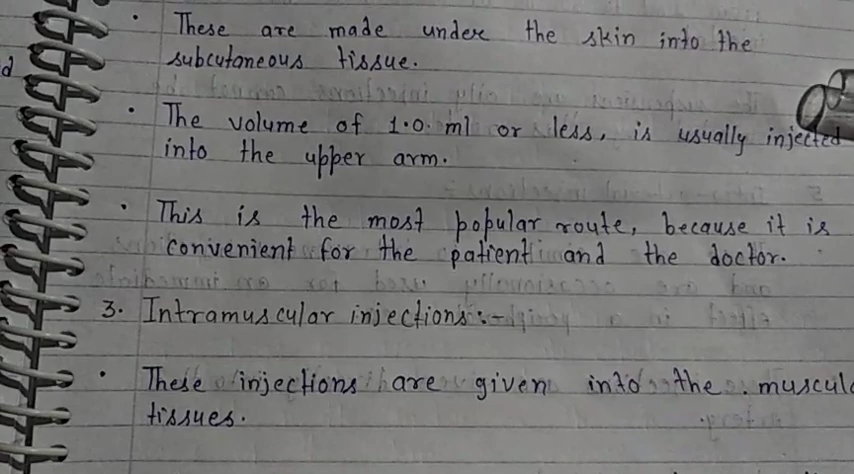 • These are made under the skin into the
subcutaneous tissue.
• The volume of 1.0 ml or less, is usually injected
into the upper arm.
• This is the most popular route, because it is
convenient for the patient and the doctor.
3. Intramuscular injections:-
• These injections are given into the muscul
tissues.